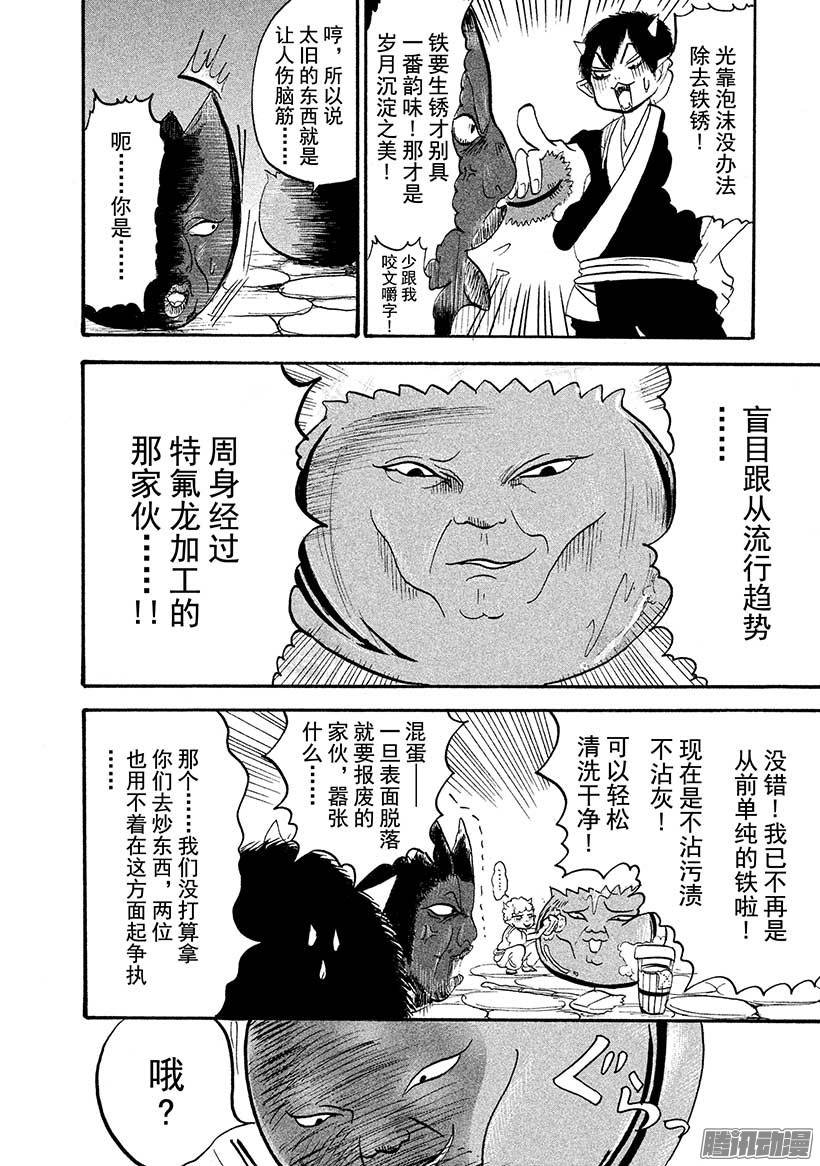 光靠泡沫没办法
除去铁锈！
铁要生锈才别具
一番韵味！那才是
岁月沉淀之美！
少跟我
咬文嚼字！
哼，所以说
太旧的东西就是
让人伤脑筋
……
呃……你是……
……
盲目跟从流行趋势
周身经过
特氟龙加工的
那家伙……!!
没错！我已不再是
从前单纯的铁啦！
现在是不沾污渍
不沾灰！
可以轻松
清洗干净！
……
混蛋——
一旦表面脱落
就要报废的
家伙，嚣张
什么……
那个……我们没打算拿
你们去炒东西，两位
也用不着在这方面起争执
……
ぐらっ
哦？
腾讯动漫